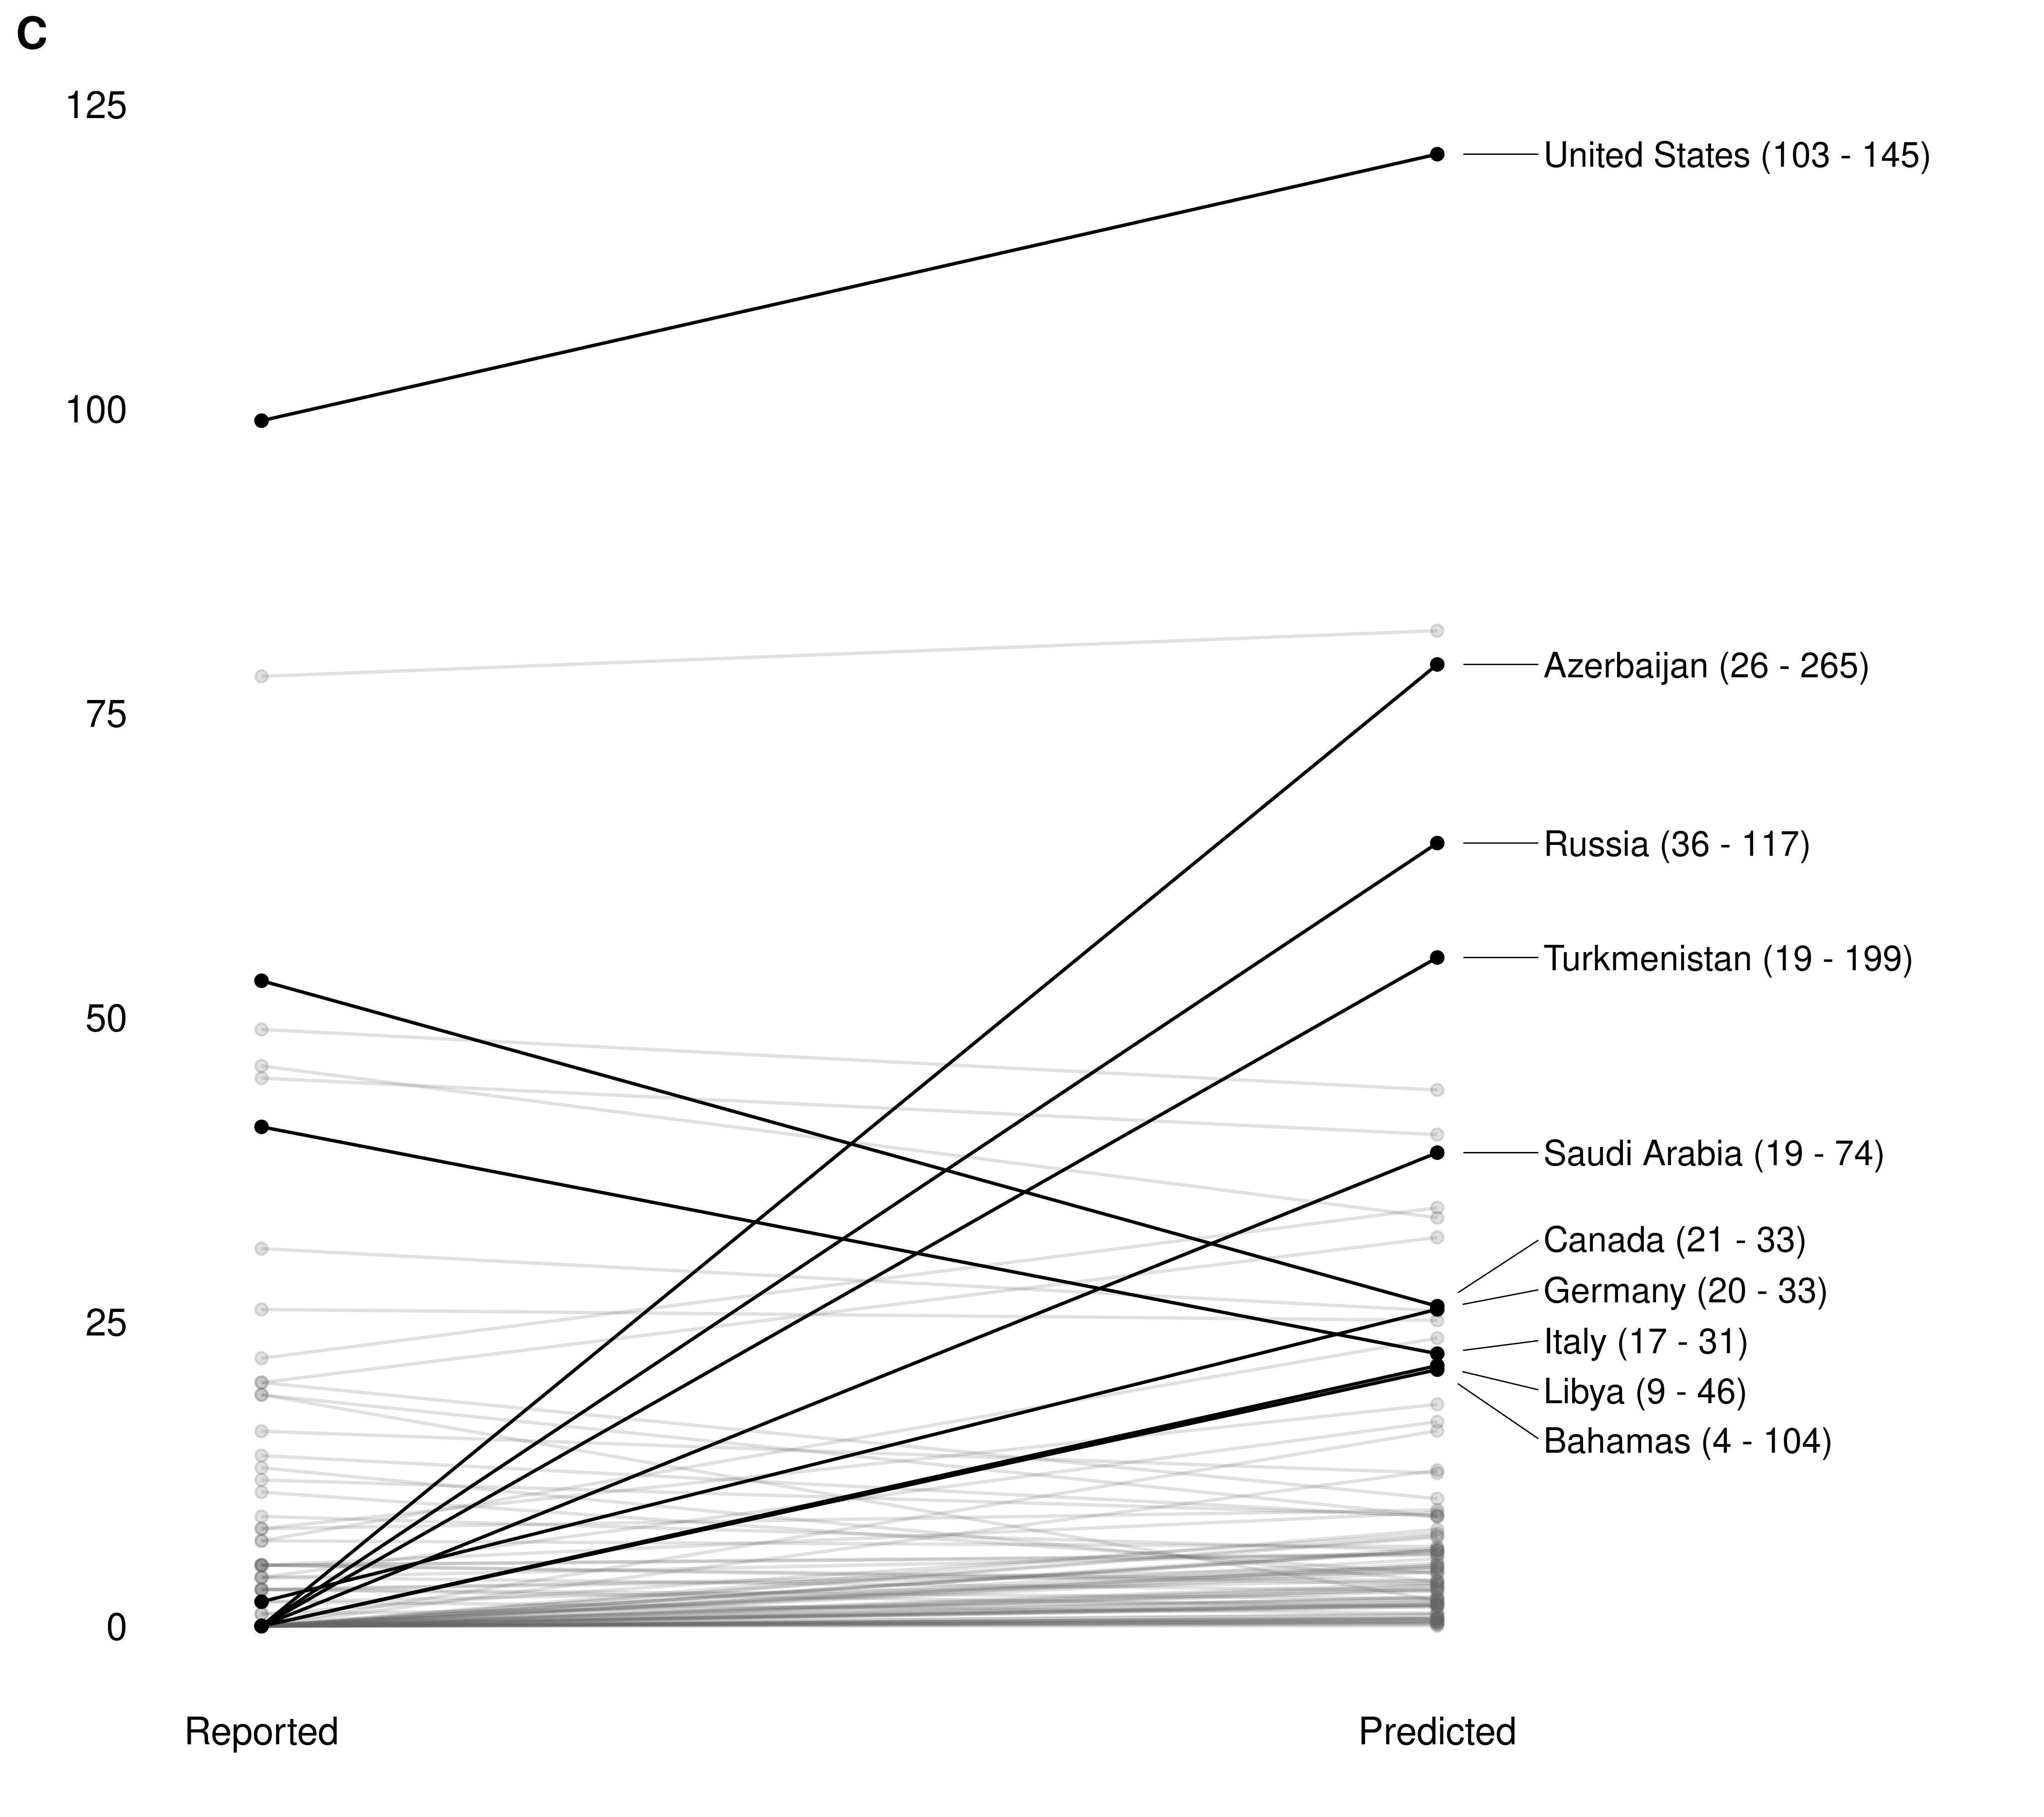 C
125
100
75
50
25
0
United States (103 - 145)
Azerbaijan (26 - 265)
Russia (36 - 117)
Turkmenistan (19 - 199)
Saudi Arabia (19 - 74)
Canada (21 - 33)
Germany (20 - 33)
Italy (17 - 31)
Libya (9 - 46)
Bahamas (4 - 104)
Reported
Predicted